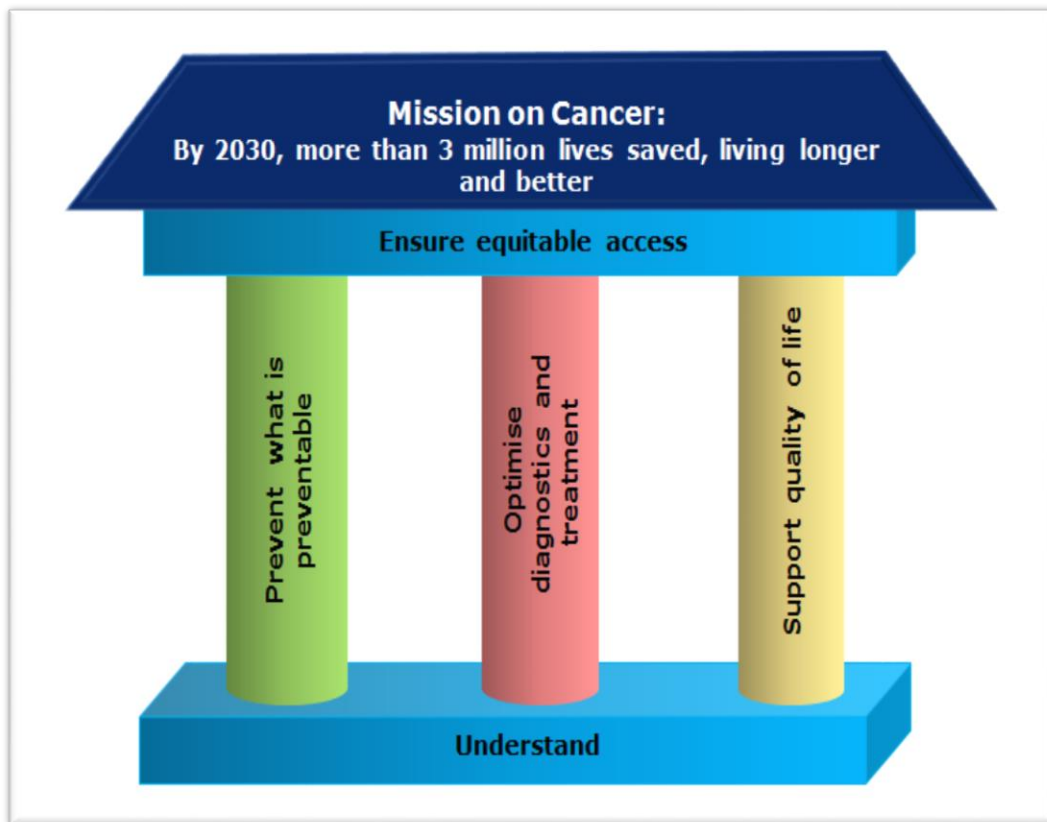 Mission on Cancer:
By 2030, more than 3 million lives saved, living longer
and better
Ensure equitable access
Prevent what is
preventable
Optimise
diagnostics and
treatment
Support quality of life
Understand